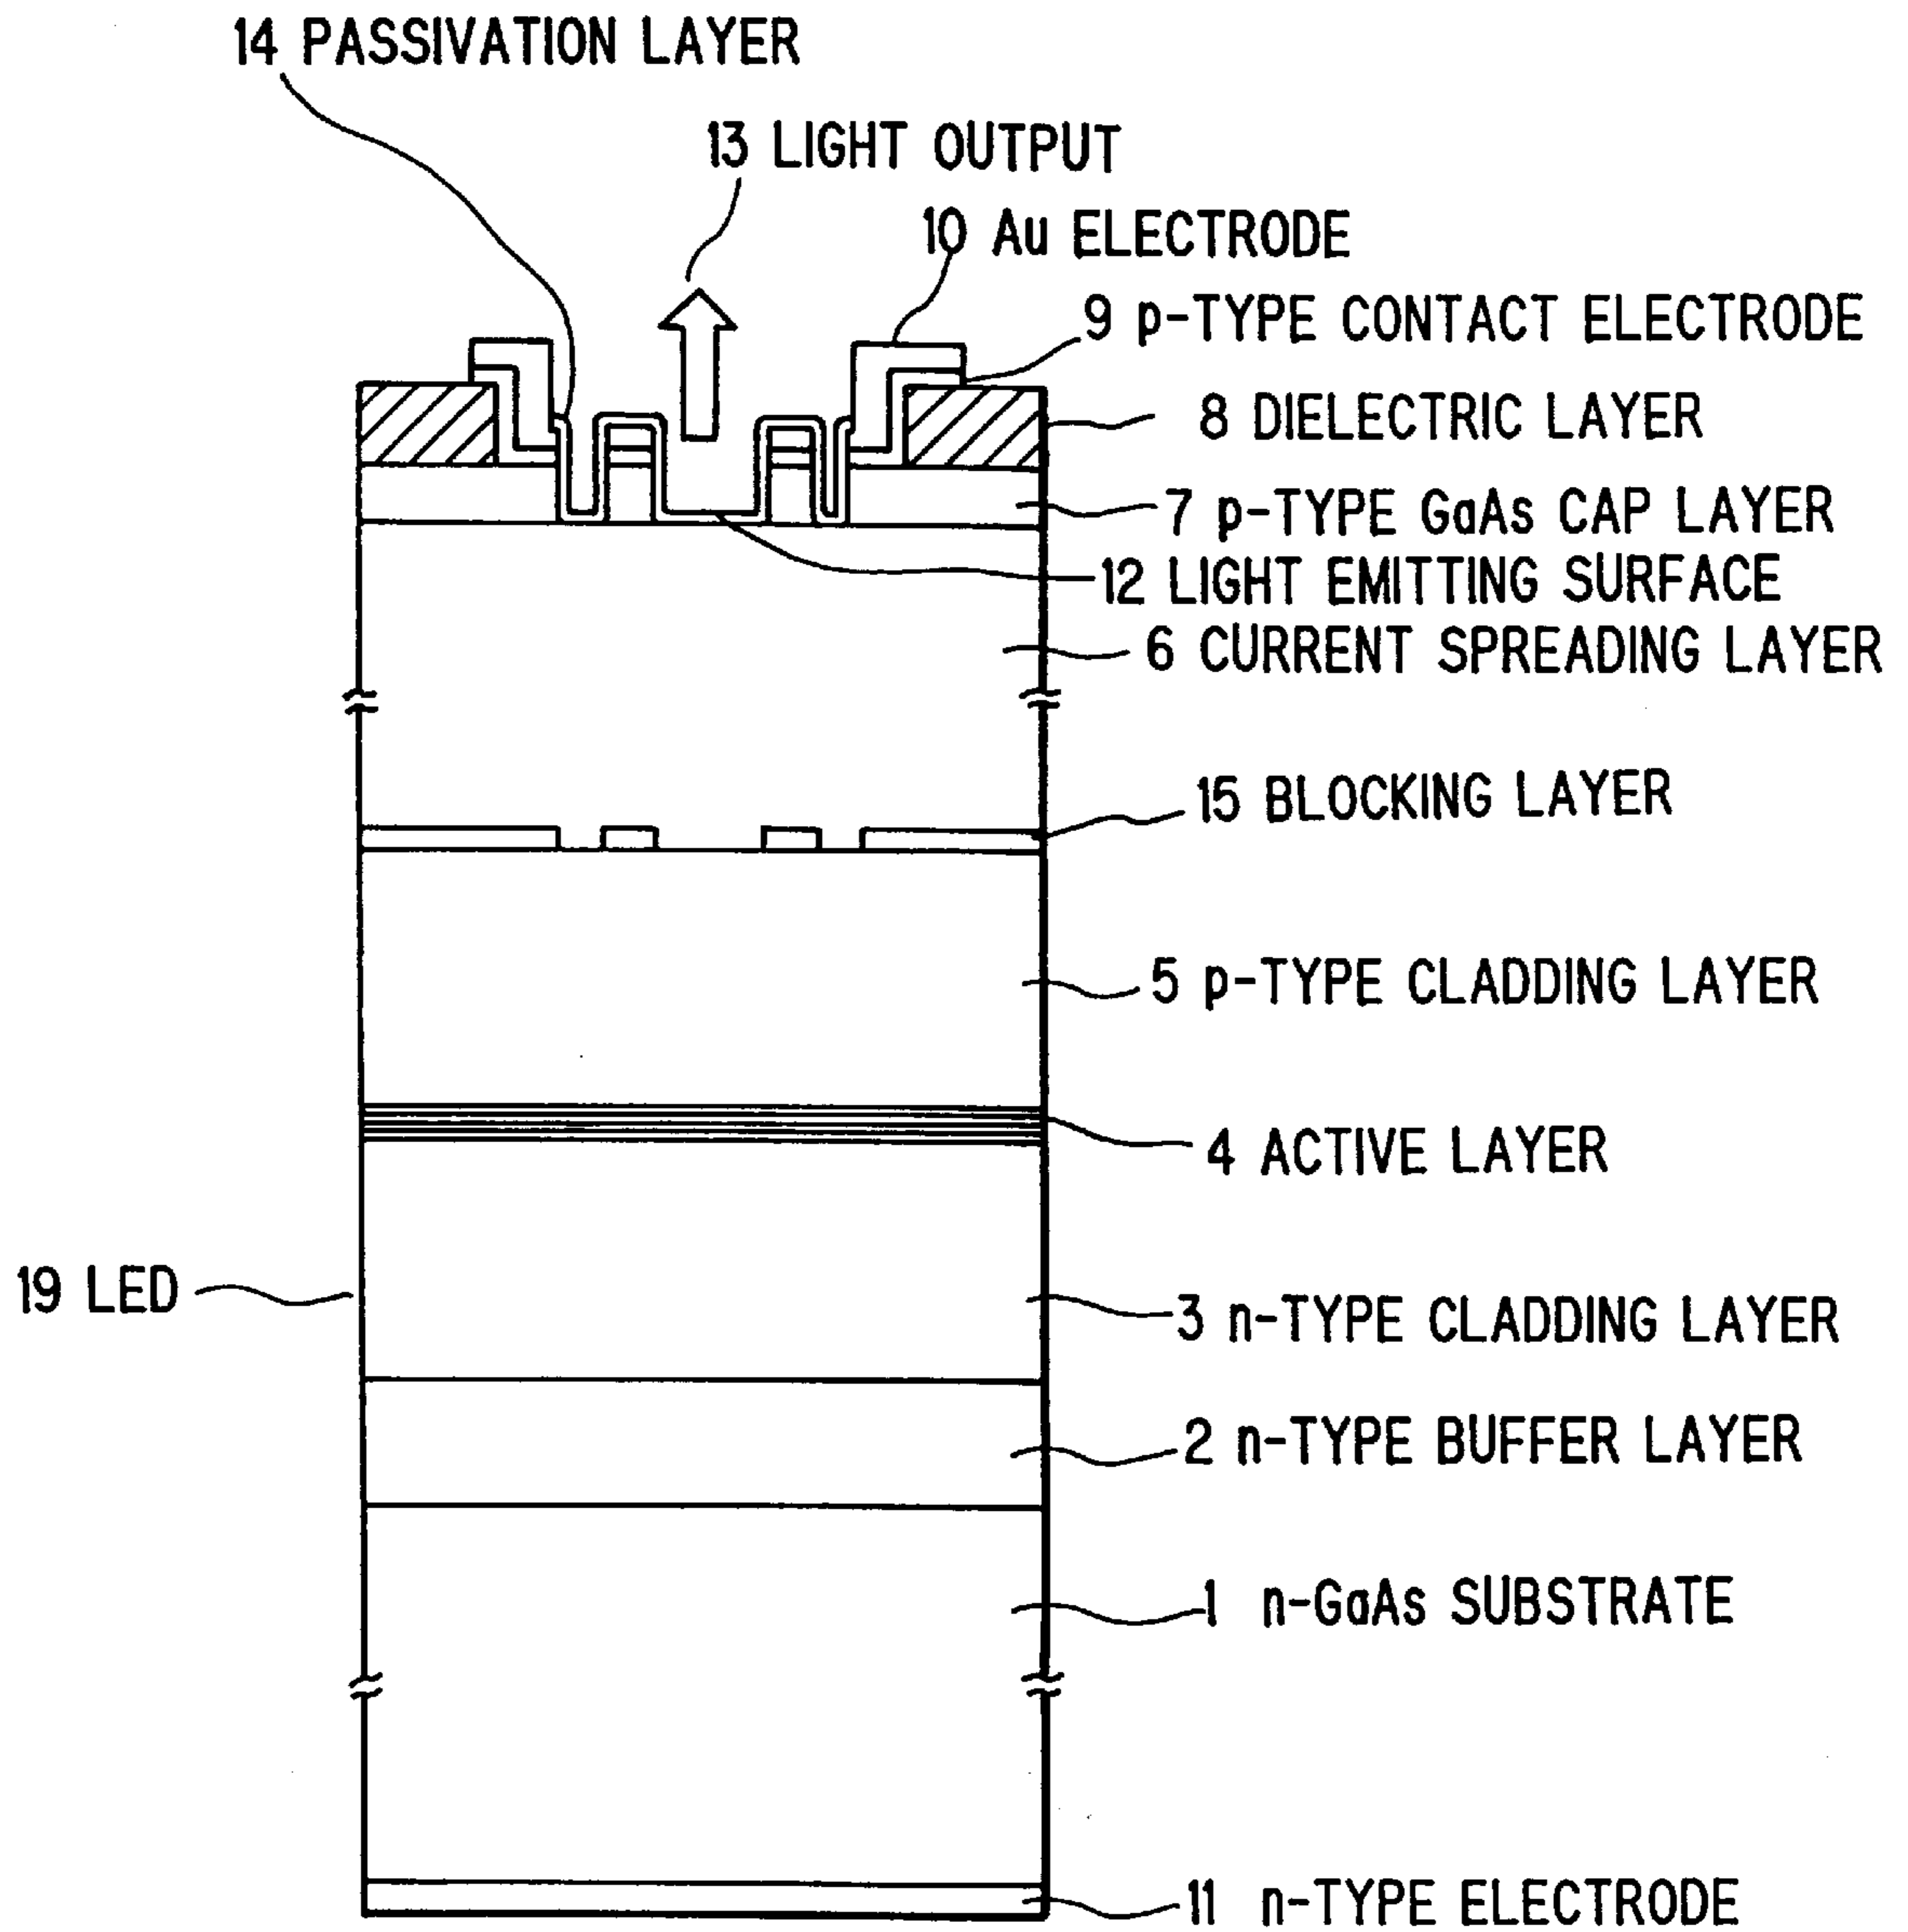 14 PASSIVATION LAYER
13 LIGHT OUTPUT
10 Au ELECTRODE
9 p-TYPE CONTACT ELECTRODE
8 DIELECTRIC LAYER
7 p-TYPE GaAs CAP LAYER
12 LIGHT EMITTING SURFACE
6 CURRENT SPREADING LAYER
15 BLOCKING LAYER
5 p-TYPE CLADDING LAYER
4 ACTIVE LAYER
19 LED
3 n-TYPE CLADDING LAYER
2 n-TYPE BUFFER LAYER
1 n-GaAs SUBSTRATE
11 n-TYPE ELECTRODE